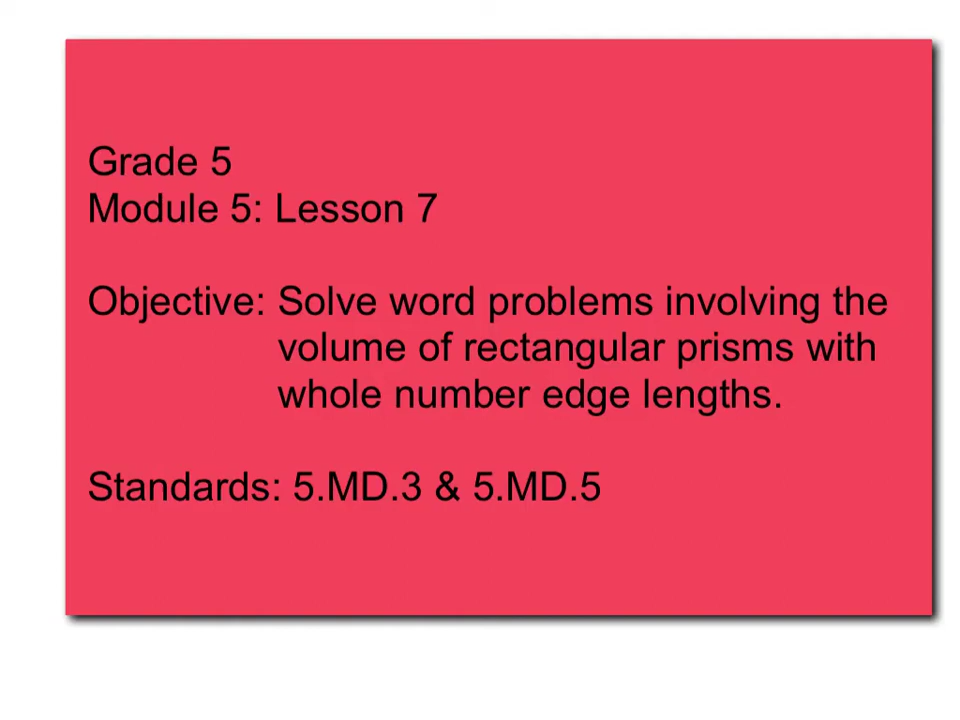 Grade 5
Module 5: Lesson 7
Objective: Solve word problems involving the
volume of rectangular prisms with
whole number edge lengths.
Standards: 5.MD.3 & 5.MD.5